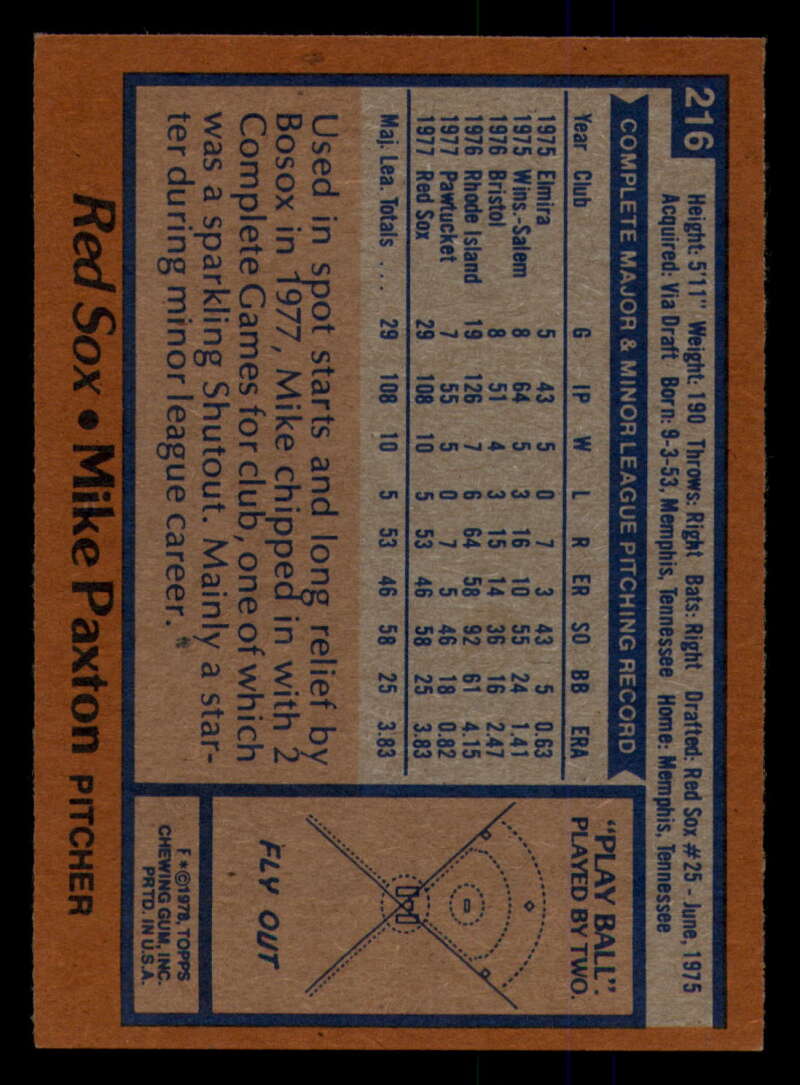 216
Height: 5'11" Weight: 190 Throws: Right Bats: Right Drafted: Red Sox #25 - June, 1975
Acquired: Via Draft Born: 9-3-53, Memphis, Tennessee Home: Memphis, Tennessee
COMPLETE MAJOR & MINOR LEAGUE PITCHING RECORD
Year Club G IP W L R ER SO BB ERA
1975 Elmira 5 43 5 0 7 3 43 5 0.63
1975 Wins.-Salem 8 64 5 3 16 10 55 24 1.41
1976 Bristol 8 51 4 3 15 14 36 16 2.47
1976 Rhode Island 19 126 7 6 64 58 92 61 4.15
1977 Pawtucket 7 55 5 0 7 5 46 18 0.82
1977 Red Sox 29 108 10 5 53 46 58 25 3.83
Maj. Lea. Totals .... 29 108 10 5 53 46 58 25 3.83
Used in spot starts and long relief by
Bosox in 1977, Mike chipped in with 2
Complete Games for club, one of which
was a sparkling Shutout. Mainly a star-
ter during minor league career.
"PLAY BALL":
PLAYED BY TWO.
FLY OUT
F*©1978, TOPPS
CHEWING GUM, INC.
PRTD. IN U.S.A.
Red Sox • Mike Paxton PITCHER